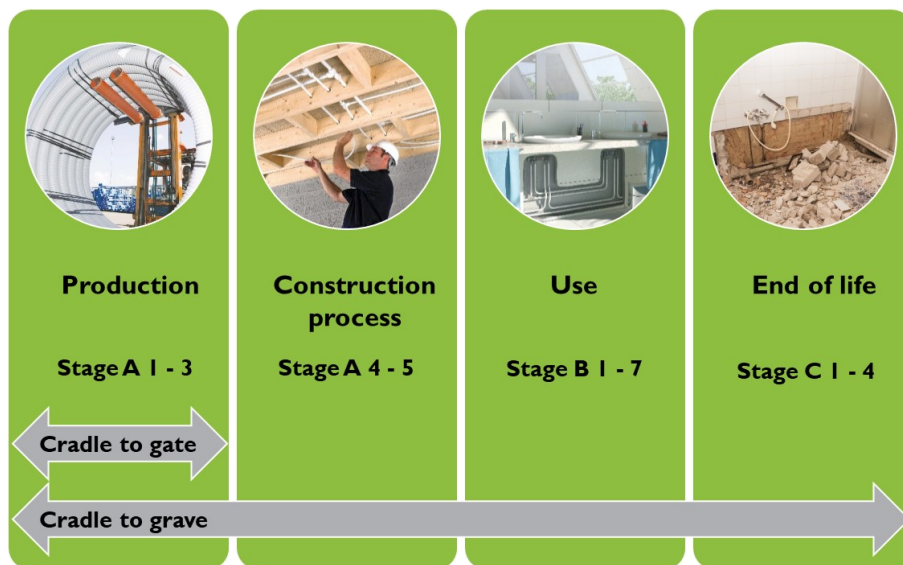 Production
Construction
process
Use
End of life
Stage A 1 - 3
Stage A 4 - 5
Stage B 1 - 7
Stage C 1 - 4
Cradle to gate
Cradle to grave